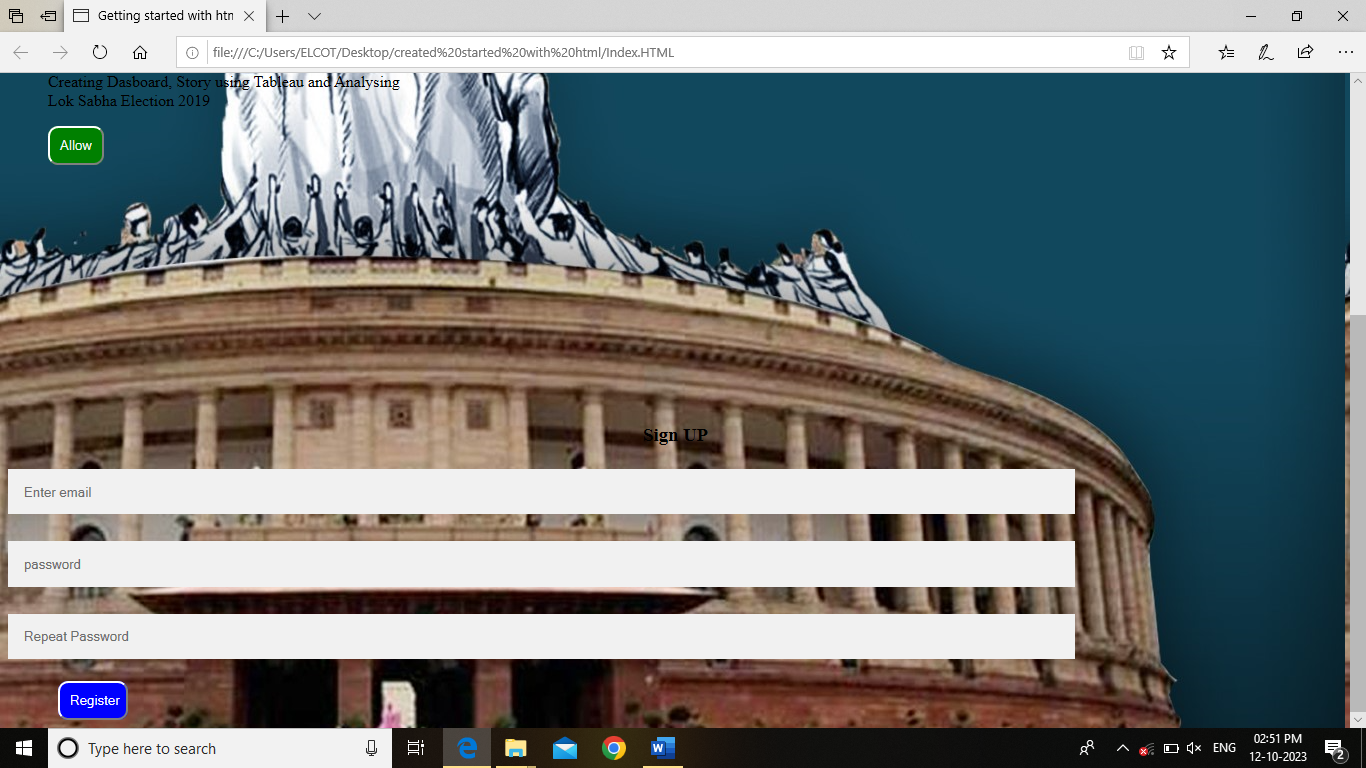 Getting started with htm
file:///C:/Users/ELCOT/Desktop/created%20started%20with%20html/Index.HTML
Creating Dasboard, Story using Tableau and Analysing
Lok Sabha Election 2019
Allow
Sign UP
Enter email
password
Repeat Password
Register
Type here to search
W
ENG
02:51 PM
12-10-2023
2